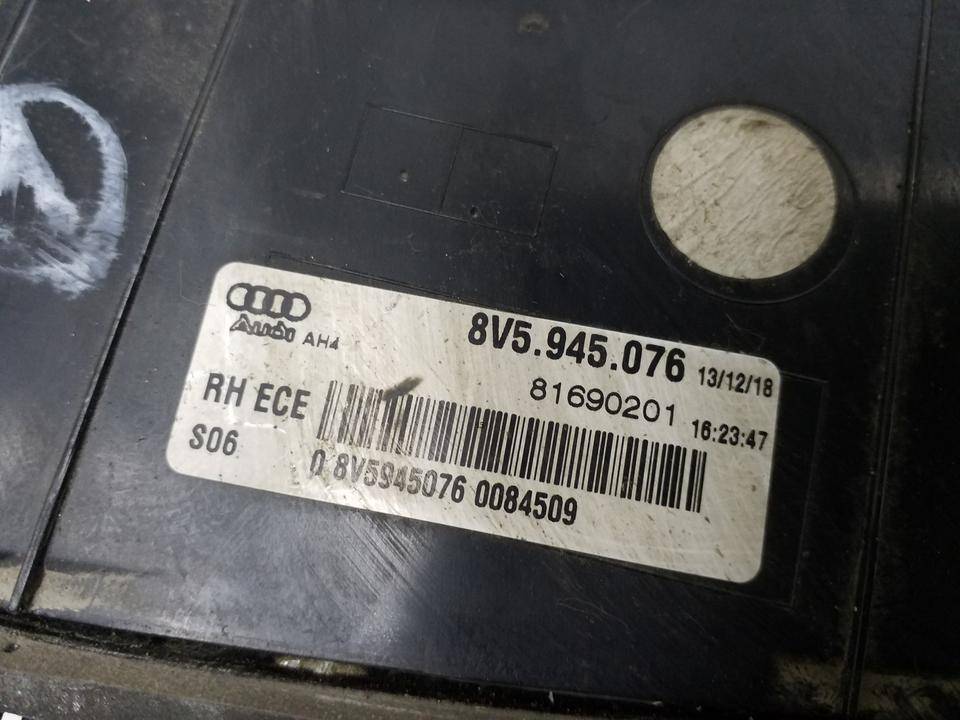 Audi AH4
8V5.945.076 13/12/18
81690201 16:23:47
RH ECE
S06
0 8V5945076 0084509